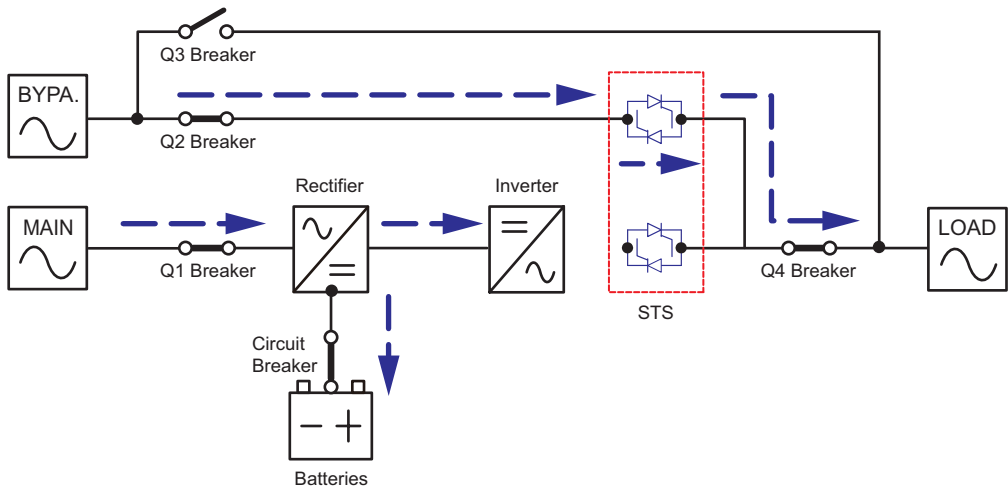 Q3 Breaker
BYPA.
Q2 Breaker
Rectifier
Inverter
MAIN
LOAD
Q1 Breaker
Q4 Breaker
STS
Circuit
Breaker
Batteries